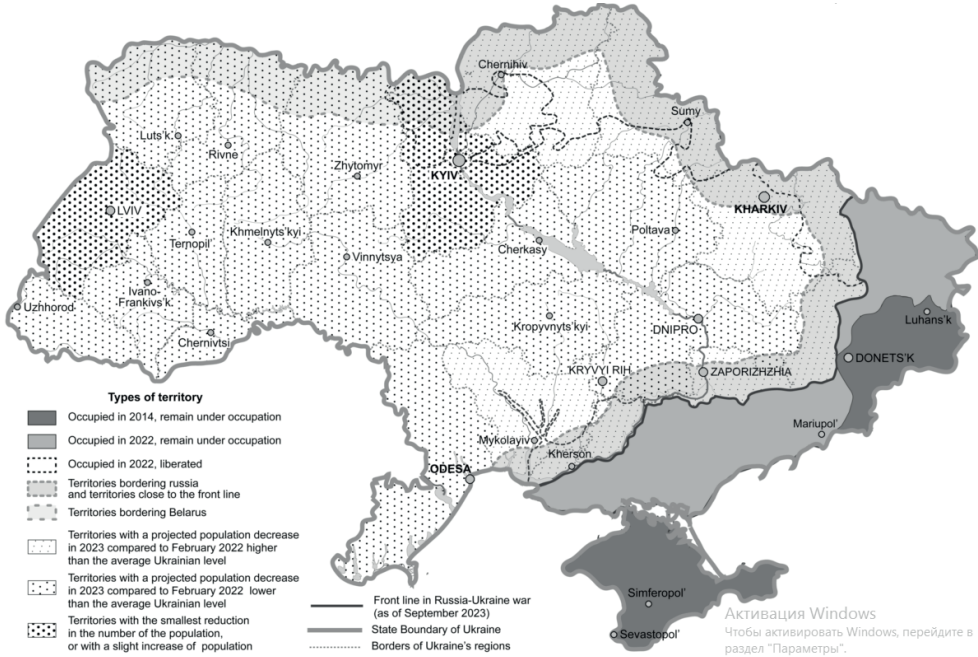 Chernihiv
Sumy
Luts'k
Rivne
Zhytomyr
KYIV
KHARKIV
LVIV
Ternopil'
Khmelnyts'kyi
Vinnytsya
Cherkasy
Poltava
Uzhhorod
Ivano-
Frankivs'k
Chernivtsi
Kropyvnyts'kyi
DNIPRO
Luhans'k
DONETS'K
KRYVYI RIH
ZAPORIZHZHIA
Mykolayiv
Kherson
Mariupol'
ODESA
Simferopol'
Sevastopol'
Types of territory
Occupied in 2014, remain under occupation
Occupied in 2022, remain under occupation
Occupied in 2022, liberated
Territories bordering russia
and territories close to the front line
Territories bordering Belarus
Territories with a projected population decrease
in 2023 compared to February 2022 higher
than the average Ukrainian level
Territories with a projected population decrease
in 2023 compared to February 2022 lower
than the average Ukrainian level
Territories with the smallest reduction
in the number of the population,
or with a slight increase of population
Front line in Russia-Ukraine war
(as of September 2023)
State Boundary of Ukraine
Borders of Ukraine's regions
Активация Windows
Чтобы активировать Windows, перейдите в
раздел "Параметры".